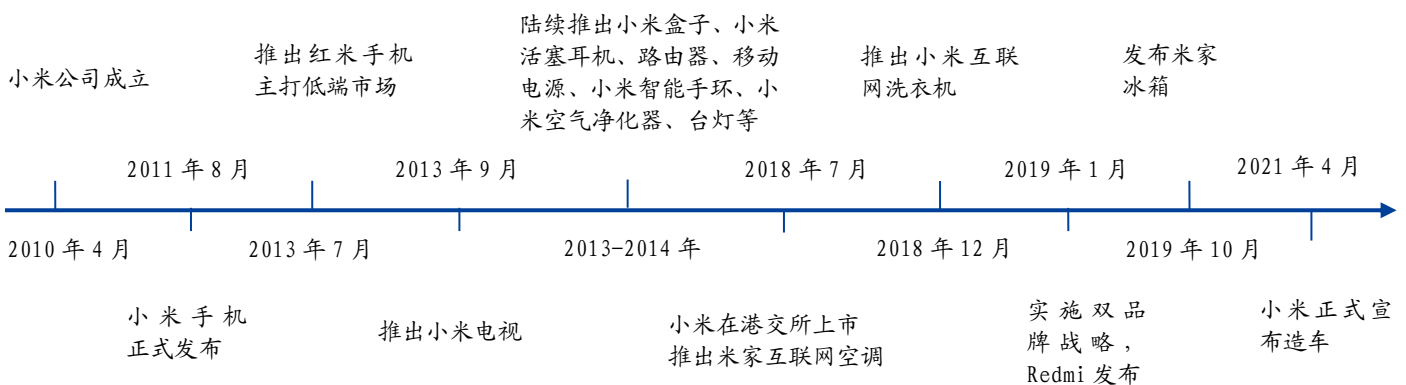 小米公司成立
推出红米手机
主打低端市场
陆续推出小米盒子、小米
活塞耳机、路由器、移动
电源、小米智能手环、小
米空气净化器、台灯等
推出小米互联
网洗衣机
发布米家
冰箱
2011 年 8 月
2013 年 9 月
2018 年 7 月
2019 年 1 月
2021 年 4 月
2010 年 4 月
2013 年 7 月
2013-2014 年
2018 年 12 月
2019 年 10 月
小米手机
正式发布
推出小米电视
小米在港交所上市
推出米家互联网空调
实施双品
牌战略，
Redmi 发布
小米正式宣
布造车